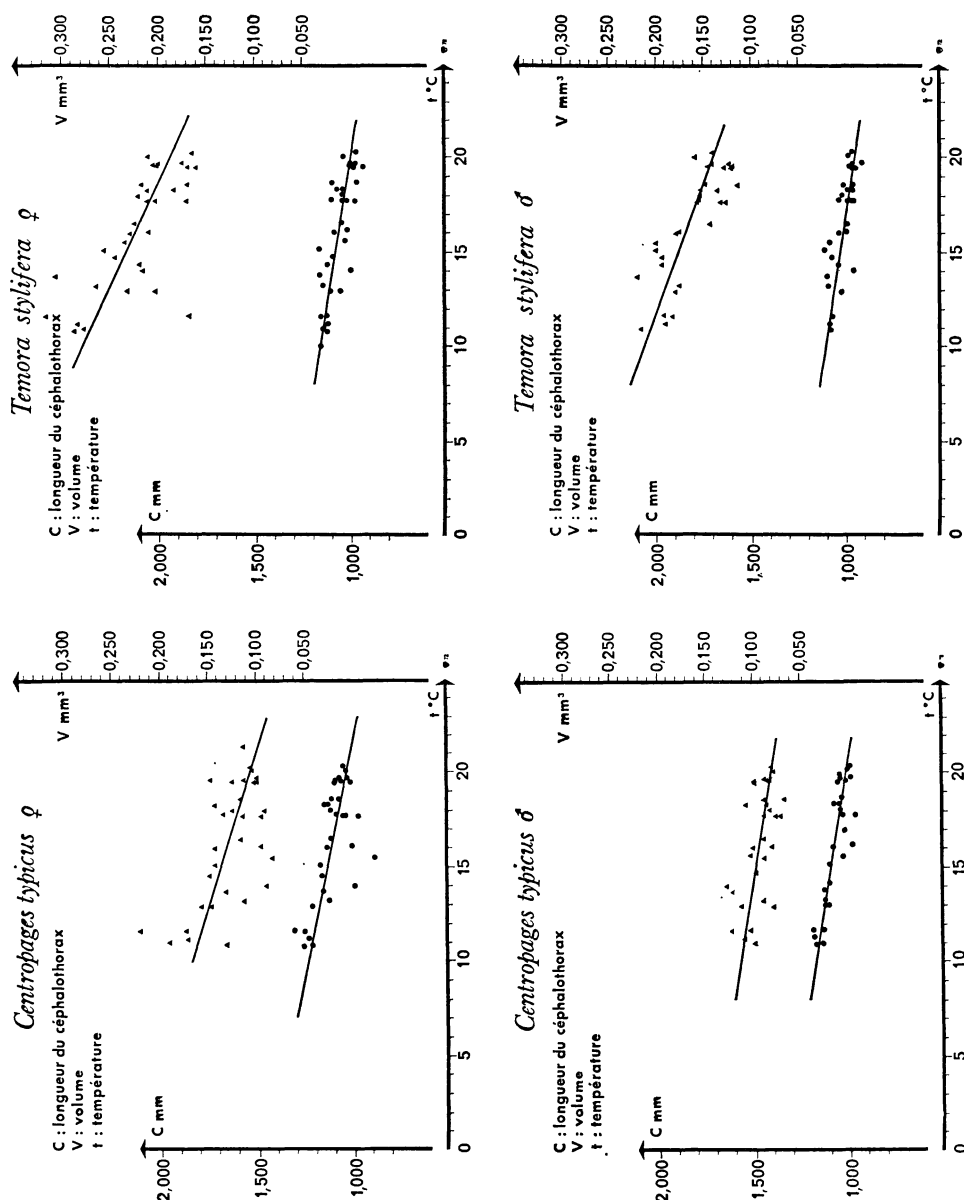 Centropages typicus ♀
C : longueur du céphalothorax
V : volume
t : température
C mm
V mm³
2,000
1,500
1,000
0,300
0,250
0,200
0,150
0,100
0,050
t °C
0 5 10 15 20
Temora stylifera ♀
C : longueur du céphalothorax
V : volume
t : température
C mm
V mm³
2,000
1,500
1,000
0,300
0,250
0,200
0,150
0,100
0,050
t °C
0 5 10 15 20
Centropages typicus ♂
C : longueur du céphalothorax
V : volume
t : température
C mm
V mm³
2,000
1,500
1,000
0,300
0,250
0,200
0,150
0,100
0,050
t °C
0 5 10 15 20
Temora stylifera ♂
C : longueur du céphalothorax
V : volume
t : température
C mm
V mm³
2,000
1,500
1,000
0,300
0,250
0,200
0,150
0,100
0,050
t °C
0 5 10 15 20